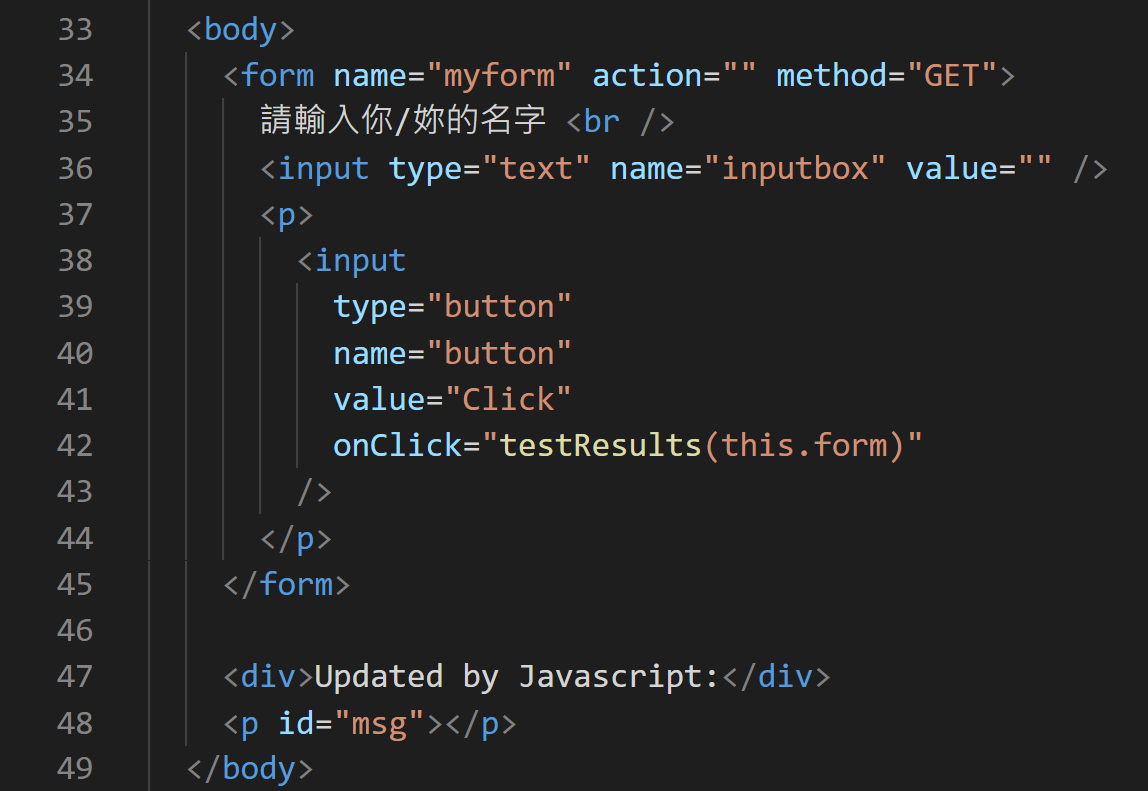 33 <body>
34 <form name="myform" action="" method="GET">
35 請輸入你/妳的名字 <br />
36 <input type="text" name="inputbox" value="" />
37 <p>
38 <input
39 type="button"
40 name="button"
41 value="Click"
42 onClick="testResults(this.form)"
43 />
44 </p>
45 </form>
46
47 <div>Updated by Javascript:</div>
48 <p id="msg"></p>
49 </body>